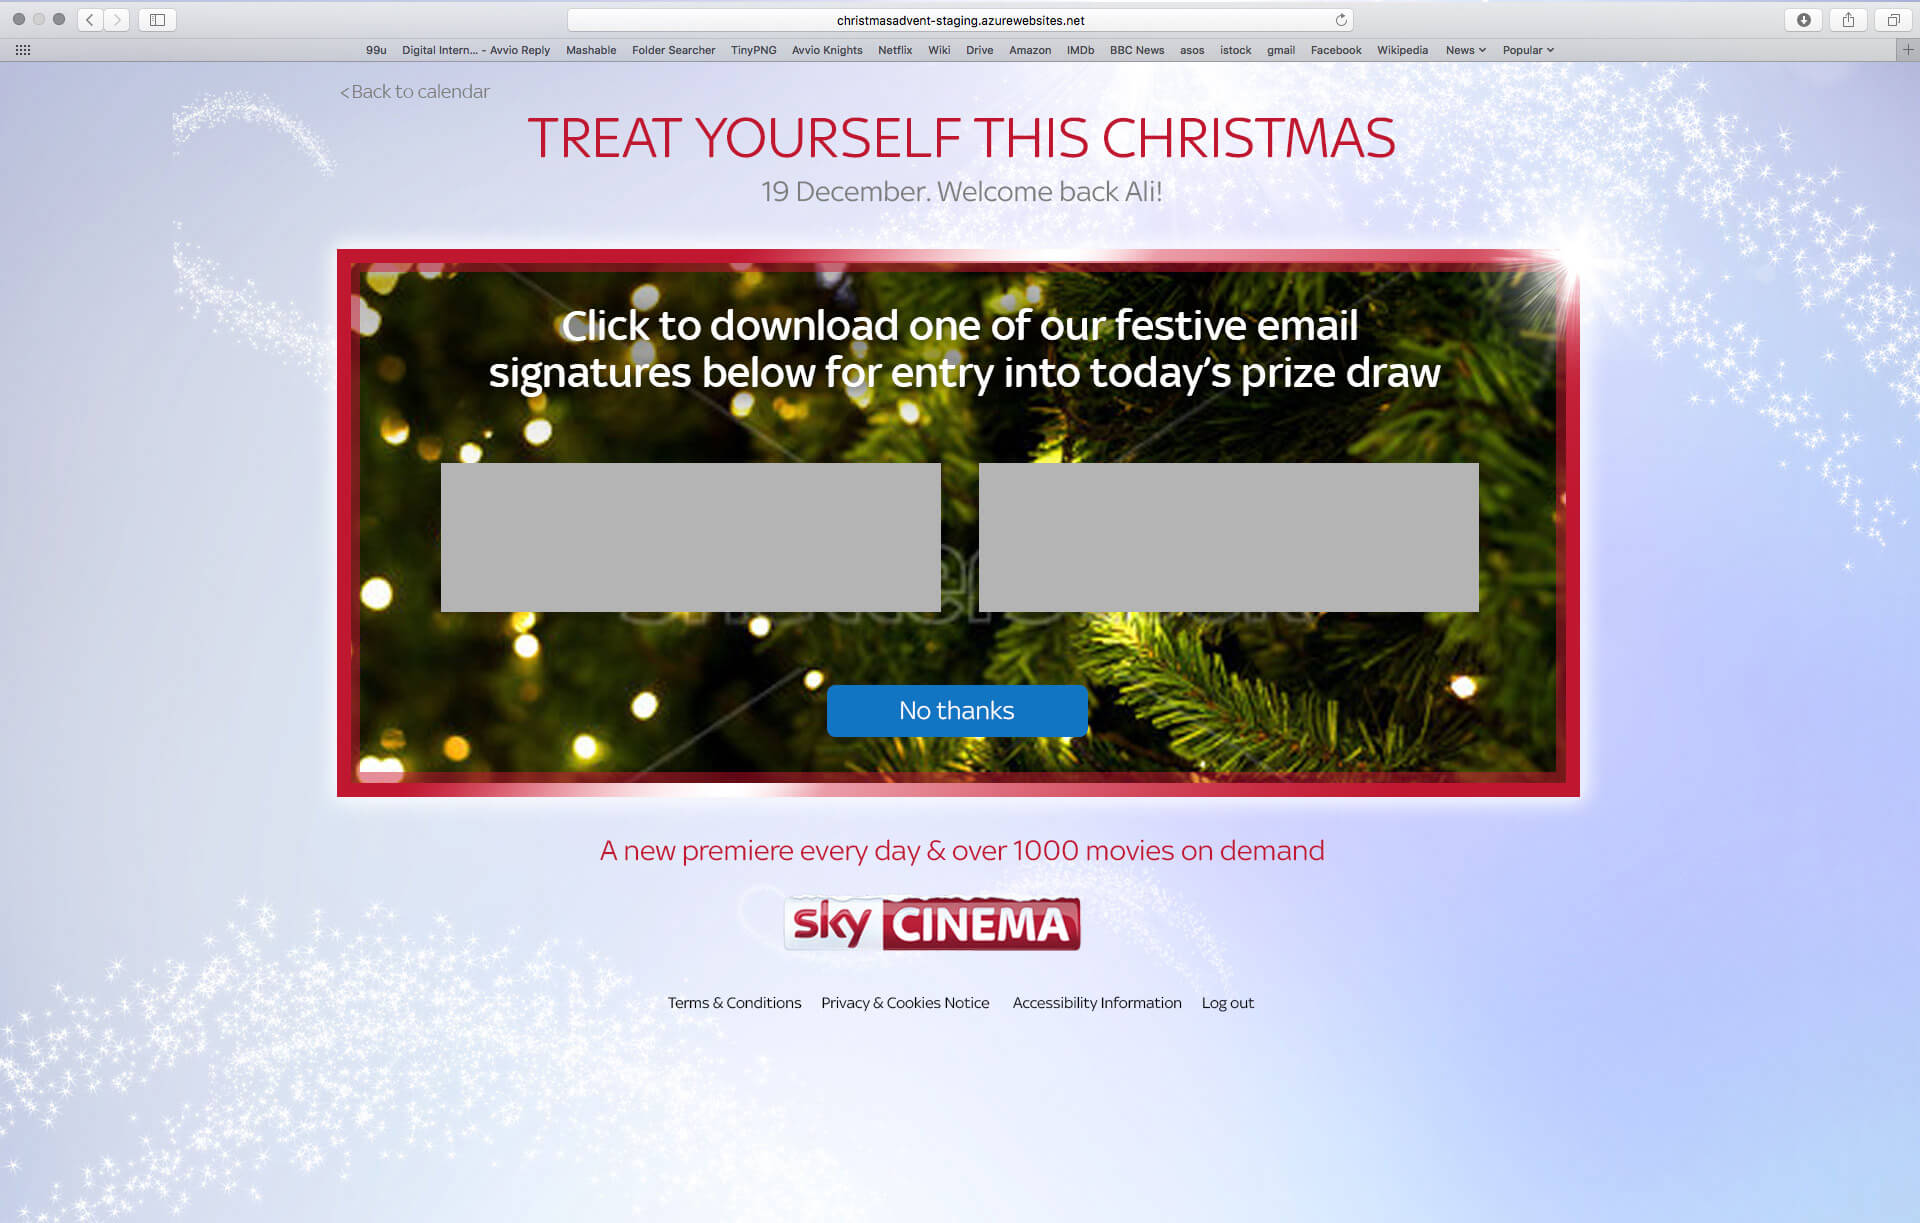 christmasadvent-staging.azurewebsites.net
99u Digital Intern... - Avvio Reply Mashable Folder Searcher TinyPNG Avvio Knights Netflix Wiki Drive Amazon IMDb BBC News asos istock gmail Facebook Wikipedia News Popular
<Back to calendar
TREAT YOURSELF THIS CHRISTMAS
19 December. Welcome back Ali!
Click to download one of our festive email
signatures below for entry into today's prize draw
No thanks
A new premiere every day & over 1000 movies on demand
sky CINEMA
Terms & Conditions Privacy & Cookies Notice Accessibility Information Log out